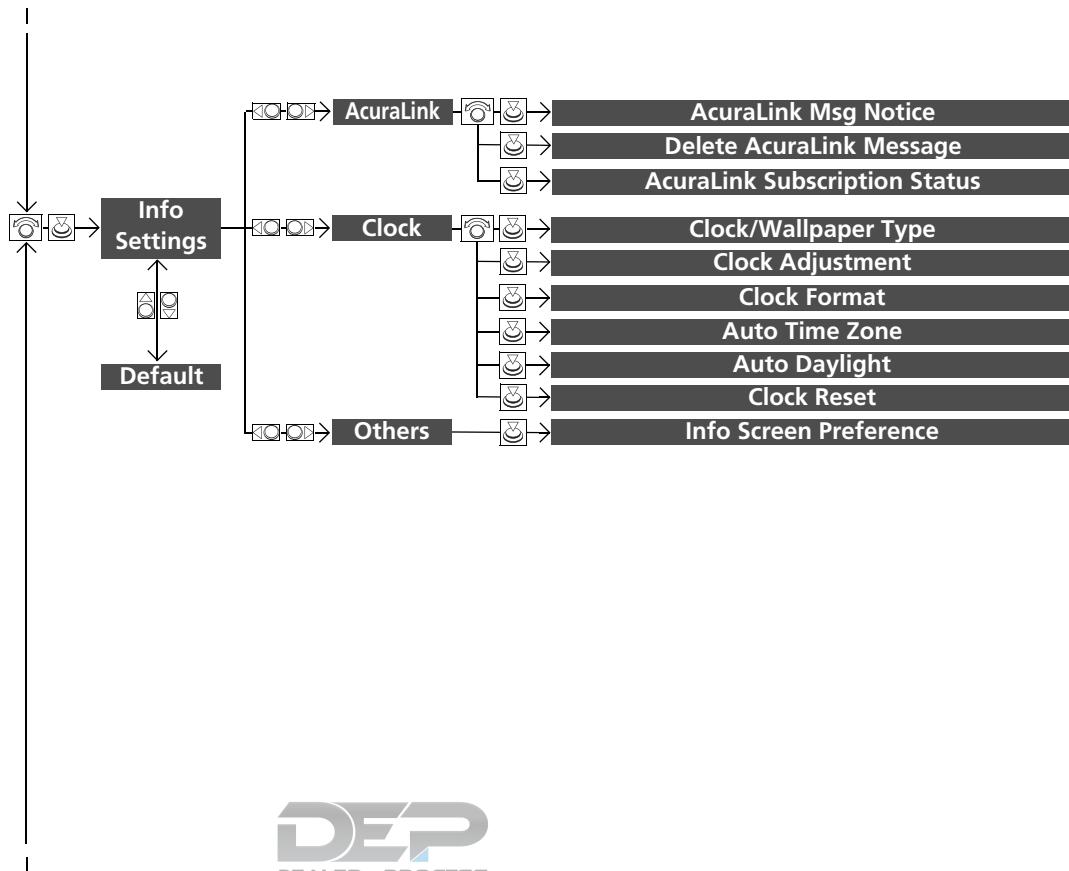 AcuraLink
AcuraLink Msg Notice
Delete AcuraLink Message
AcuraLink Subscription Status
Info
Settings
Clock
Clock/Wallpaper Type
Clock Adjustment
Clock Format
Auto Time Zone
Auto Daylight
Clock Reset
Default
Others
Info Screen Preference
DEP